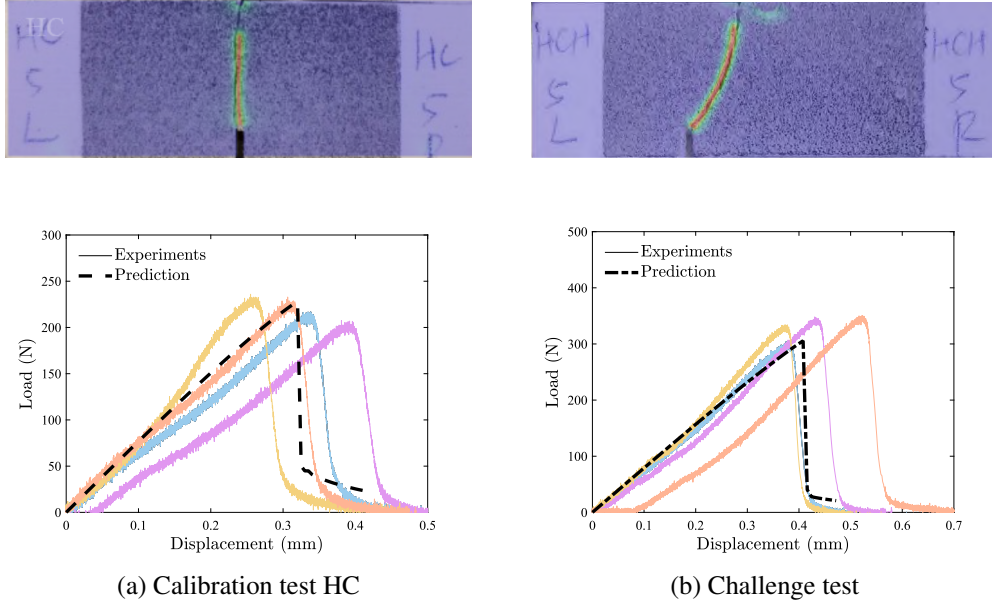 HC
HC
S
L
HC
S
R
HCH
S
L
HCH
S
R
300
250
200
150
100
50
0
Load (N)
Experiments
Prediction
0
0.1
0.2
0.3
0.4
0.5
Displacement (mm)
500
400
300
200
100
0
Load (N)
Experiments
Prediction
0
0.1
0.2
0.3
0.4
0.5
0.6
0.7
Displacement (mm)
(a) Calibration test HC
(b) Challenge test